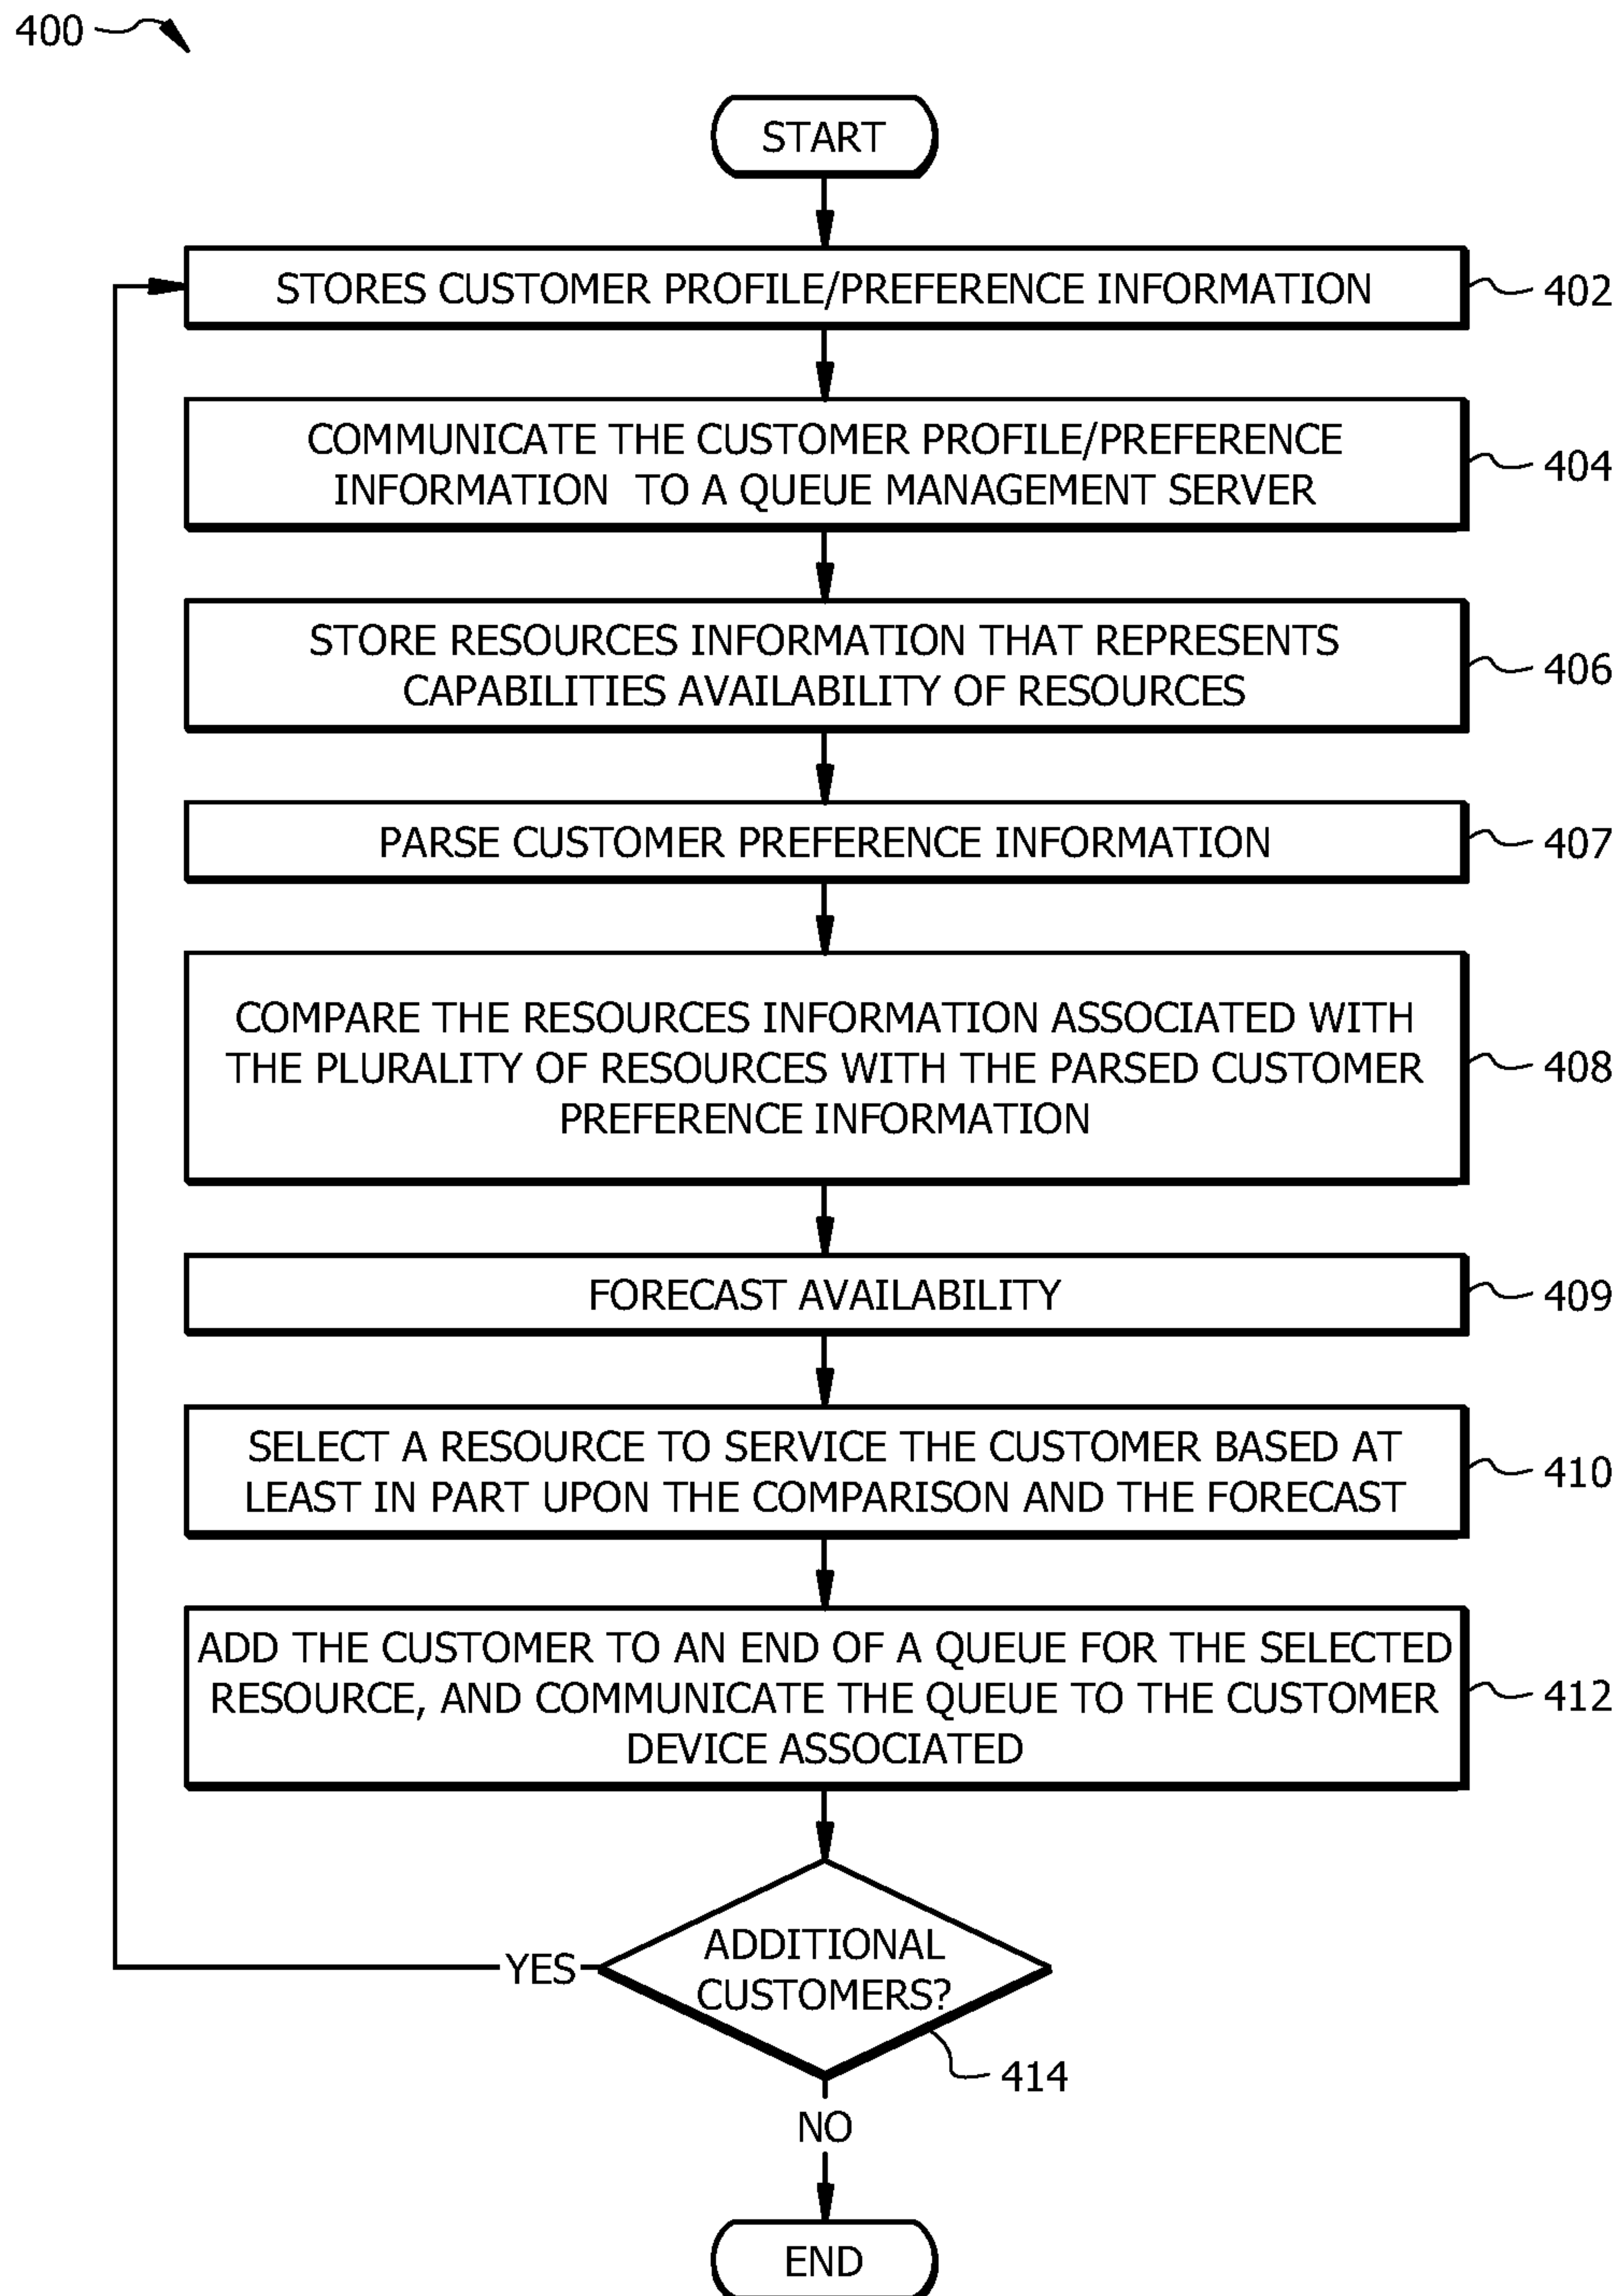 400
START
STORES CUSTOMER PROFILE/PREFERENCE INFORMATION
402
COMMUNICATE THE CUSTOMER PROFILE/PREFERENCE
INFORMATION TO A QUEUE MANAGEMENT SERVER
404
STORE RESOURCES INFORMATION THAT REPRESENTS
CAPABILITIES AVAILABILITY OF RESOURCES
406
PARSE CUSTOMER PREFERENCE INFORMATION
407
COMPARE THE RESOURCES INFORMATION ASSOCIATED WITH
THE PLURALITY OF RESOURCES WITH THE PARSED CUSTOMER
PREFERENCE INFORMATION
408
FORECAST AVAILABILITY
409
SELECT A RESOURCE TO SERVICE THE CUSTOMER BASED AT
LEAST IN PART UPON THE COMPARISON AND THE FORECAST
410
ADD THE CUSTOMER TO AN END OF A QUEUE FOR THE SELECTED
RESOURCE, AND COMMUNICATE THE QUEUE TO THE CUSTOMER
DEVICE ASSOCIATED
412
ADDITIONAL
CUSTOMERS?
YES
414
NO
END